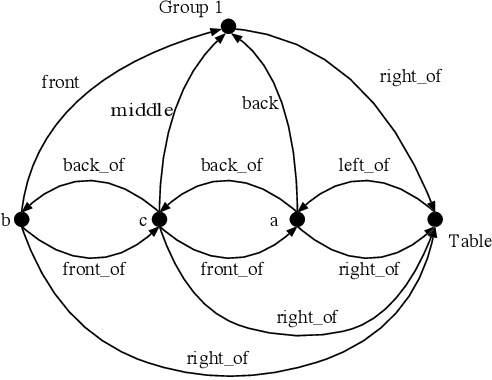 Group 1
front
right_of
middle
back
back_of
back_of
left_of
b
c
a
Table
front_of
front_of
right_of
right_of
right_of